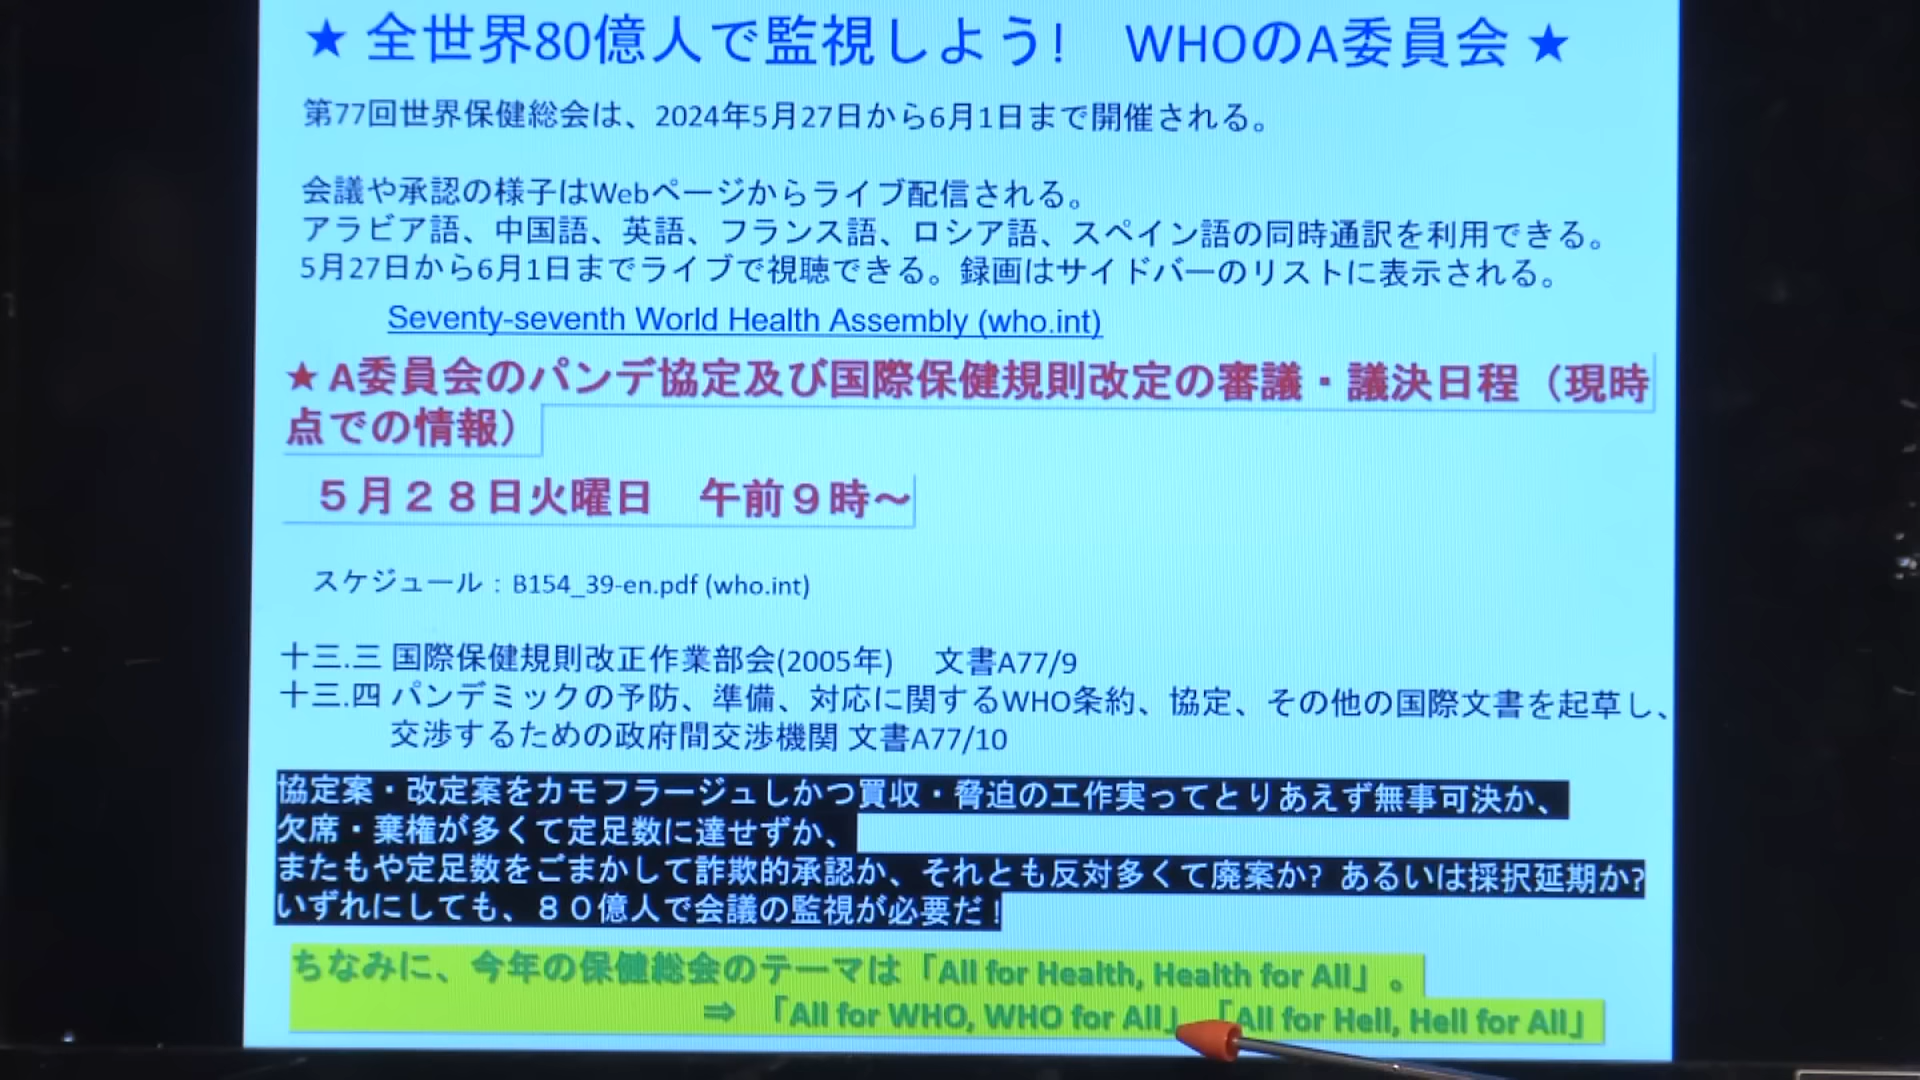 ★ 全世界80億人で監視しよう!　WHOのA委員会 ★
第77回世界保健総会は、2024年5月27日から6月1日まで開催される。
会議や承認の様子はWebページからライブ配信される。
アラビア語、中国語、英語、フランス語、ロシア語、スペイン語の同時通訳を利用できる。
5月27日から6月1日までライブで視聴できる。録画はサイドバーのリストに表示される。
Seventy-seventh World Health Assembly (who.int)
★ A委員会のパンデ協定及び国際保健規則改定の審議・議決日程（現時
点での情報）
５月２８日火曜日　午前９時～
スケジュール：B154_39-en.pdf (who.int)
十三.三 国際保健規則改正作業部会(2005年)　文書A77/9
十三.四 パンデミックの予防、準備、対応に関するWHO条約、協定、その他の国際文書を起草し、
交渉するための政府間交渉機関 文書A77/10
協定案・改定案をカモフラージュしかつ買収・脅迫の工作実ってとりあえず無事可決か、
欠席・棄権が多くて定足数に達せずか、
またもや定足数をごまかして詐欺的承認か、それとも反対多くて廃案か? あるいは採択延期か?
いずれにしても、８０億人で会議の監視が必要だ！
ちなみに、今年の保健総会のテーマは「All for Health, Health for All」。
⇒　「All for WHO, WHO for All」 「All for Hell, Hell for All」